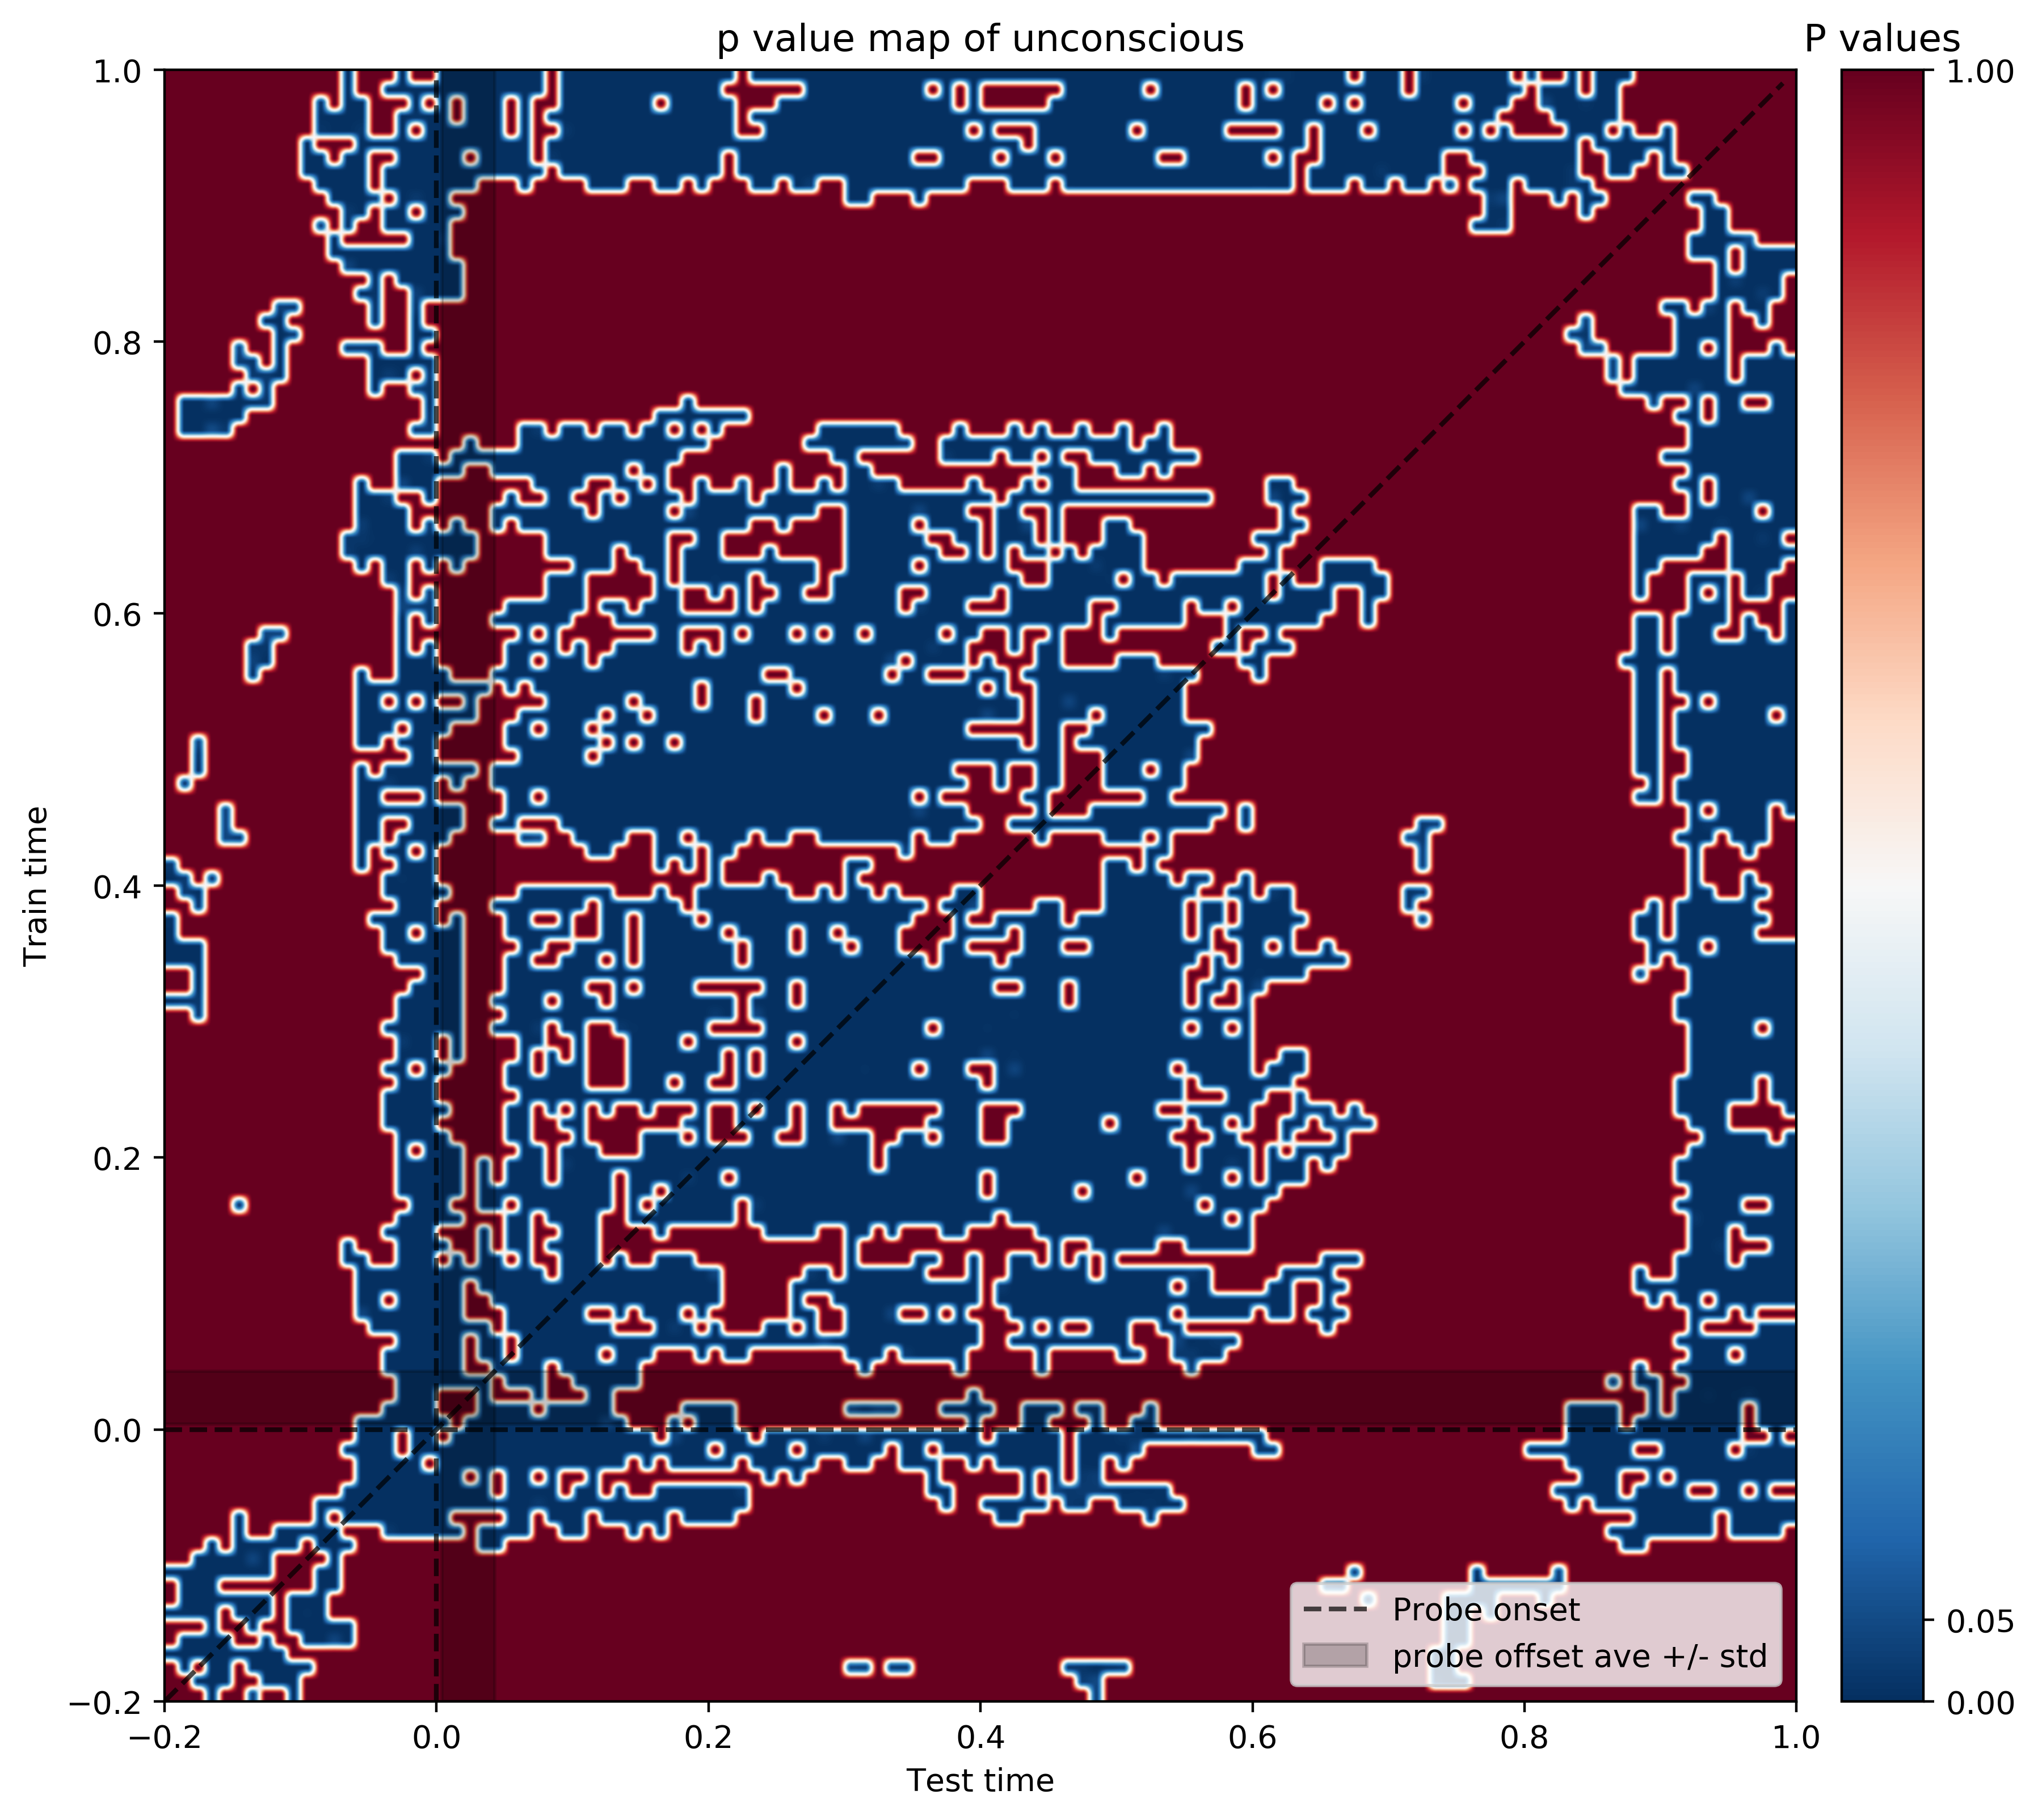 p value map of unconscious
P values
1.0
0.8
0.6
0.4
0.2
0.0
−0.2
Train time
−0.2
0.0
0.2
0.4
0.6
0.8
1.0
Test time
Probe onset
probe offset ave +/- std
1.00
0.05
0.00